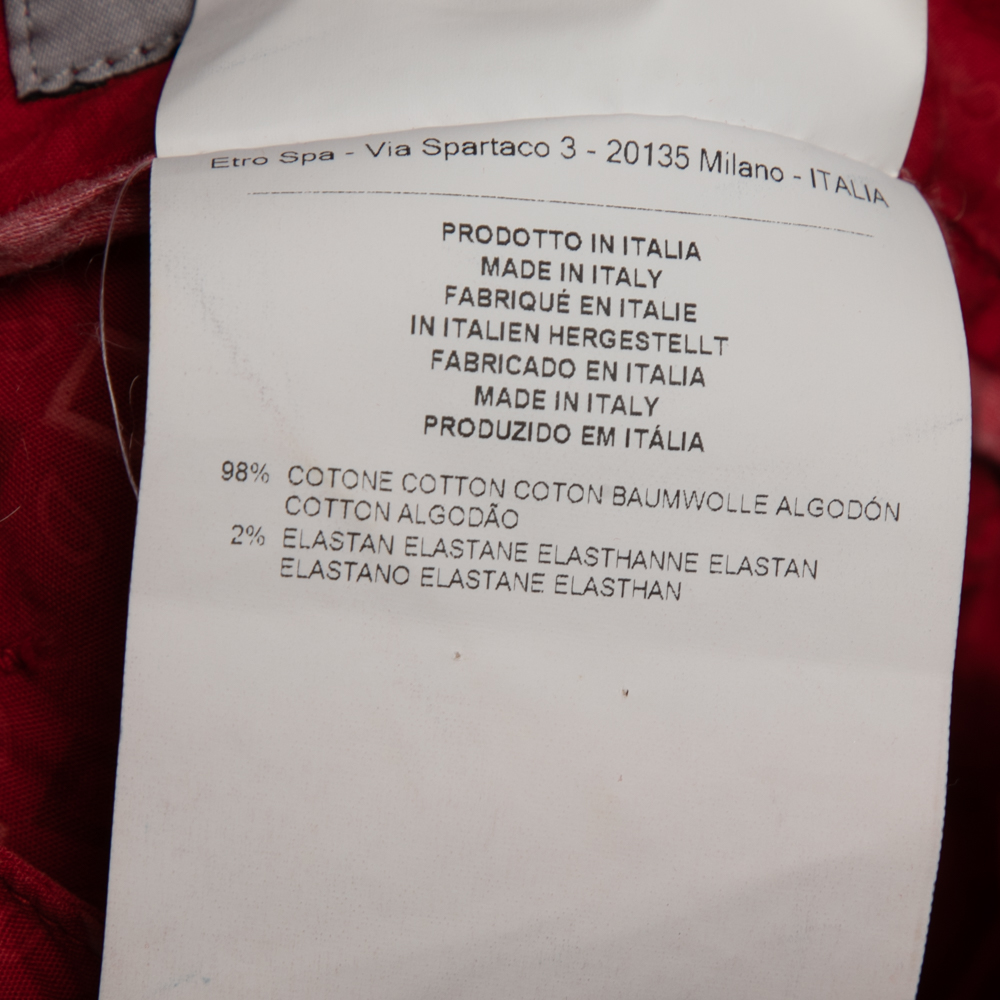 Etro Spa - Via Spartaco 3 - 20135 Milano - ITALIA
PRODOTTO IN ITALIA
MADE IN ITALY
FABRIQUÉ EN ITALIE
IN ITALIEN HERGESTELLT
FABRICADO EN ITALIA
MADE IN ITALY
PRODUZIDO EM ITÁLIA
98% COTONE COTTON COTON BAUMWOLLE ALGODÓN
COTTON ALGODÃO
2% ELASTAN ELASTANE ELASTHANNE ELASTAN
ELASTANO ELASTANE ELASTHAN